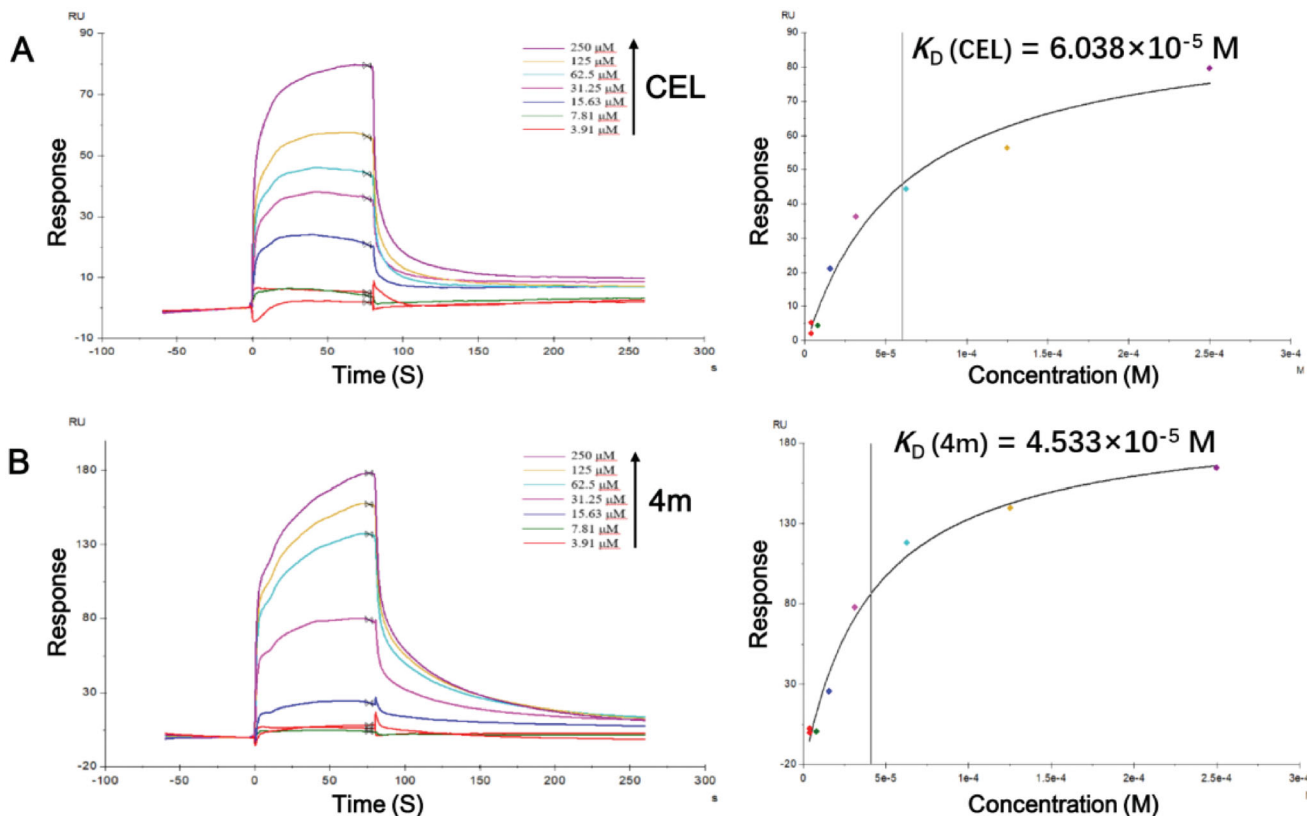 A
RU
90
70
50
30
10
-10
Response
-100
-50
0
50
100
150
200
250
300
s
Time (S)
250 µM
125 µM
62.5 µM
31.25 µM
15.63 µM
7.81 µM
3.91 µM
CEL
RU
K_D (CEL) = 6.038×10⁻⁵ M
90
80
70
60
50
40
30
20
10
0
Response
0
5e-5
1e-4
1.5e-4
2e-4
2.5e-4
3e-4
M
Concentration (M)
B
RU
180
130
80
30
-20
Response
-100
-50
0
50
100
150
200
250
300
s
Time (S)
250 µM
125 µM
62.5 µM
31.25 µM
15.63 µM
7.81 µM
3.91 µM
4m
RU
K_D (4m) = 4.533×10⁻⁵ M
180
130
80
30
-20
Response
0
5e-5
1e-4
1.5e-4
2e-4
2.5e-4
3e-4
Concentration (M)